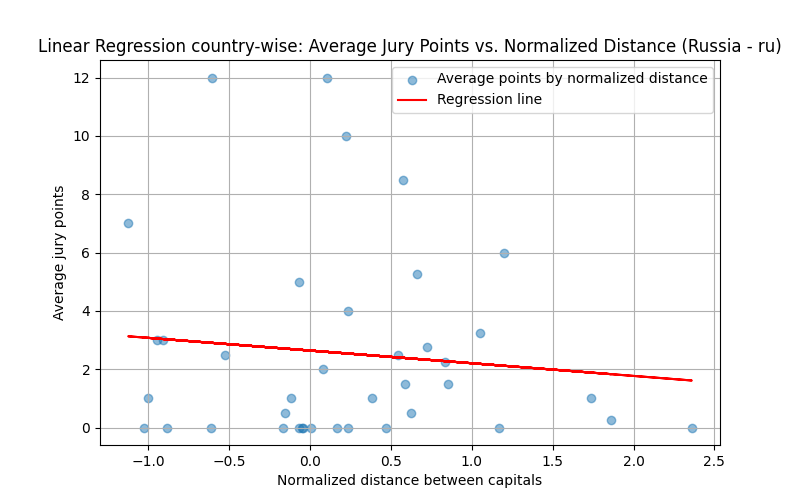 Linear Regression country-wise: Average Jury Points vs. Normalized Distance (Russia - ru)
Average points by normalized distance
Regression line
Average jury points
12
10
8
6
4
2
0
−1.0 −0.5 0.0 0.5 1.0 1.5 2.0 2.5
Normalized distance between capitals